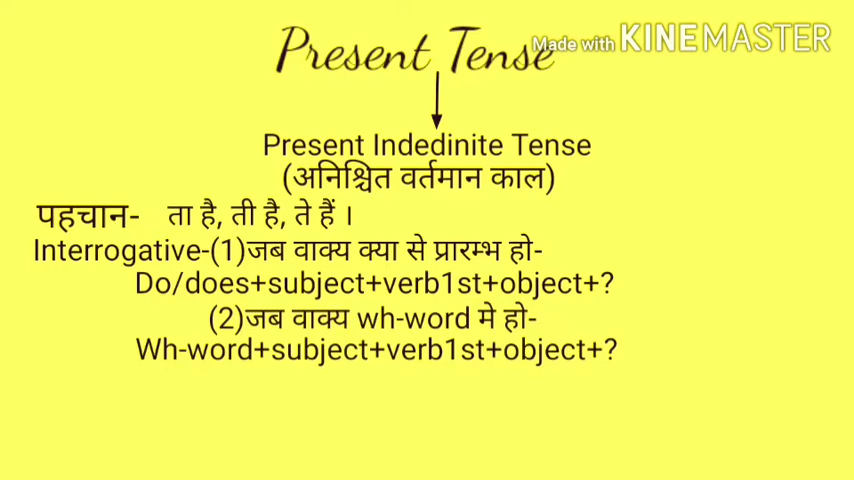 Present Tense
Made with KINEMASTER
Present Indedinite Tense
(अनिश्चित वर्तमान काल)
पहचान- ता है, ती है, ते हैं ।
Interrogative-(1)जब वाक्य क्या से प्रारम्भ हो-
Do/does+subject+verb1st+object+?
(2)जब वाक्य wh-word मे हो-
Wh-word+subject+verb1st+object+?